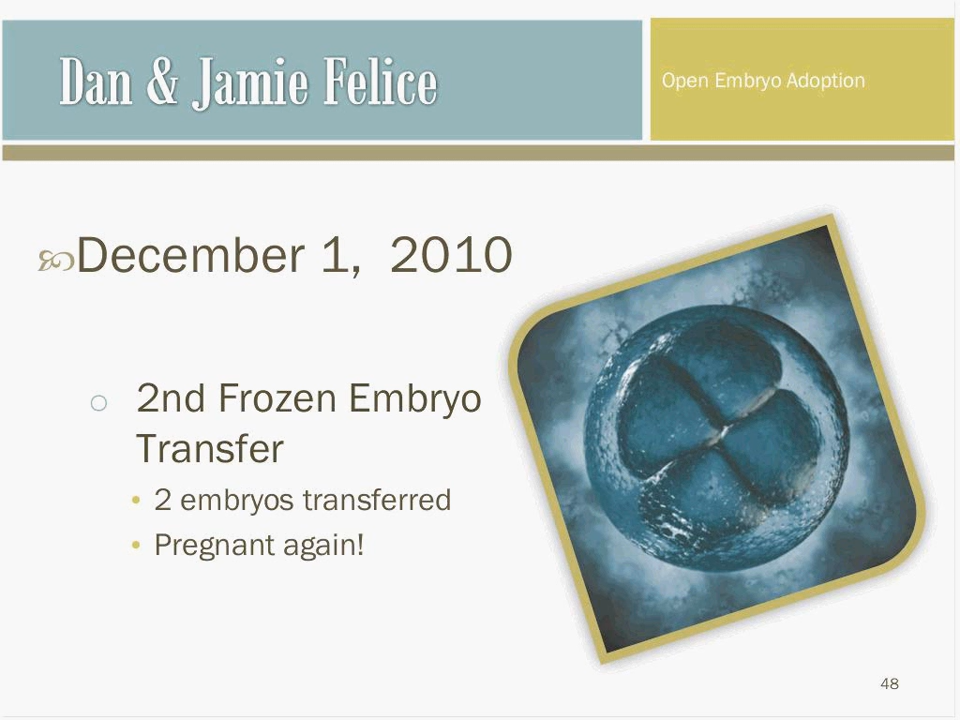 Dan & Jamie Felice
Open Embryo Adoption
December 1, 2010
2nd Frozen Embryo
Transfer
• 2 embryos transferred
• Pregnant again!
48